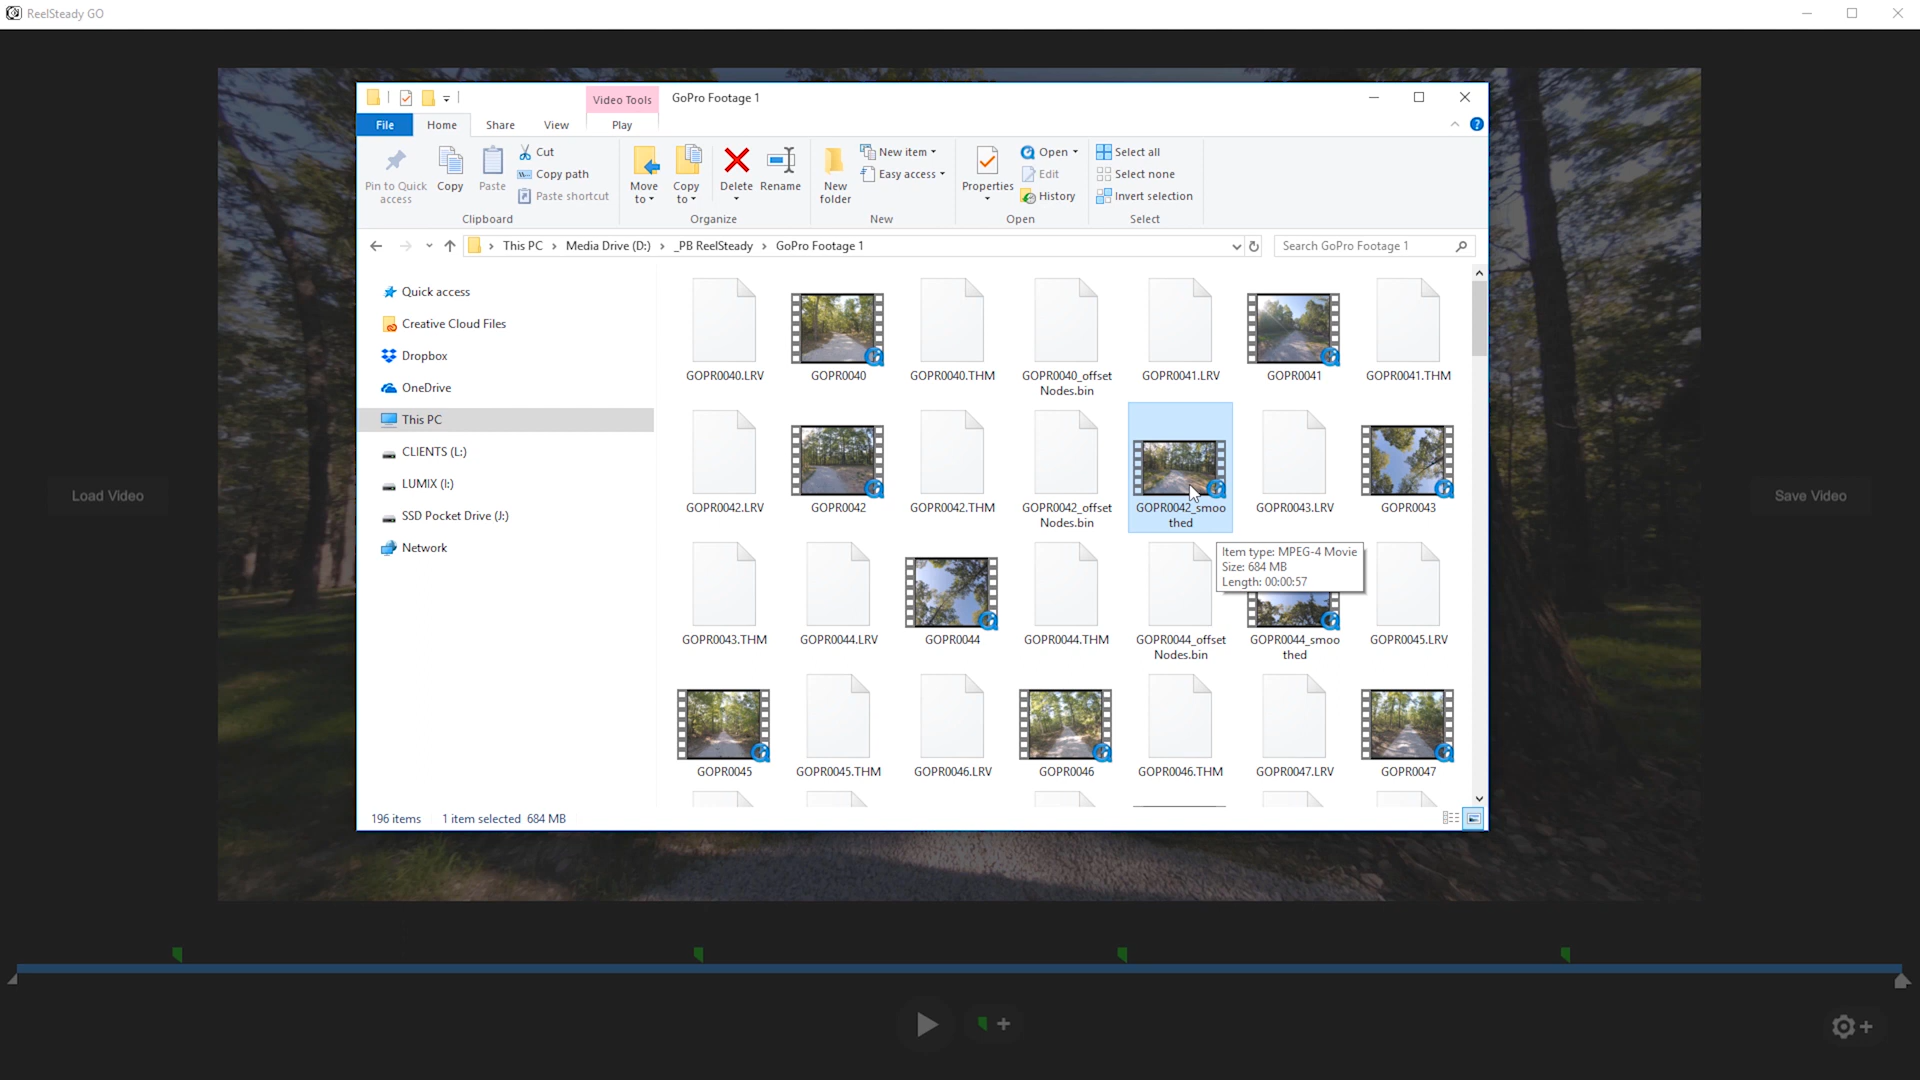 ReelSteady GO
Video Tools
GoPro Footage 1
File
Home
Share
View
Play
Pin to Quick
access
Copy
Paste
Cut
Copy path
Paste shortcut
Clipboard
Move
to
Copy
to
Delete
Rename
Organize
New
folder
New item
Easy access
New
Properties
Open
Edit
History
Open
Select all
Select none
Invert selection
Select
This PC
Media Drive (D:)
_PB ReelSteady
GoPro Footage 1
Search GoPro Footage 1
Quick access
Creative Cloud Files
Dropbox
OneDrive
This PC
CLIENTS (L:)
LUMIX (I:)
SSD Pocket Drive (J:)
Network
GOPR0040.LRV
GOPR0040
GOPR0040.THM
GOPR0040_offset
Nodes.bin
GOPR0041.LRV
GOPR0041
GOPR0041.THM
GOPR0042.LRV
GOPR0042
GOPR0042.THM
GOPR0042_offset
Nodes.bin
GOPR0042_smoo
thed
GOPR0043.LRV
GOPR0043
Item type: MPEG-4 Movie
Size: 684 MB
Length: 00:00:57
GOPR0043.THM
GOPR0044.LRV
GOPR0044
GOPR0044.THM
GOPR0044_offset
Nodes.bin
GOPR0044_smoo
thed
GOPR0045.LRV
GOPR0045
GOPR0045.THM
GOPR0046.LRV
GOPR0046
GOPR0046.THM
GOPR0047.LRV
GOPR0047
196 items
1 item selected 684 MB
Load Video
Save Video